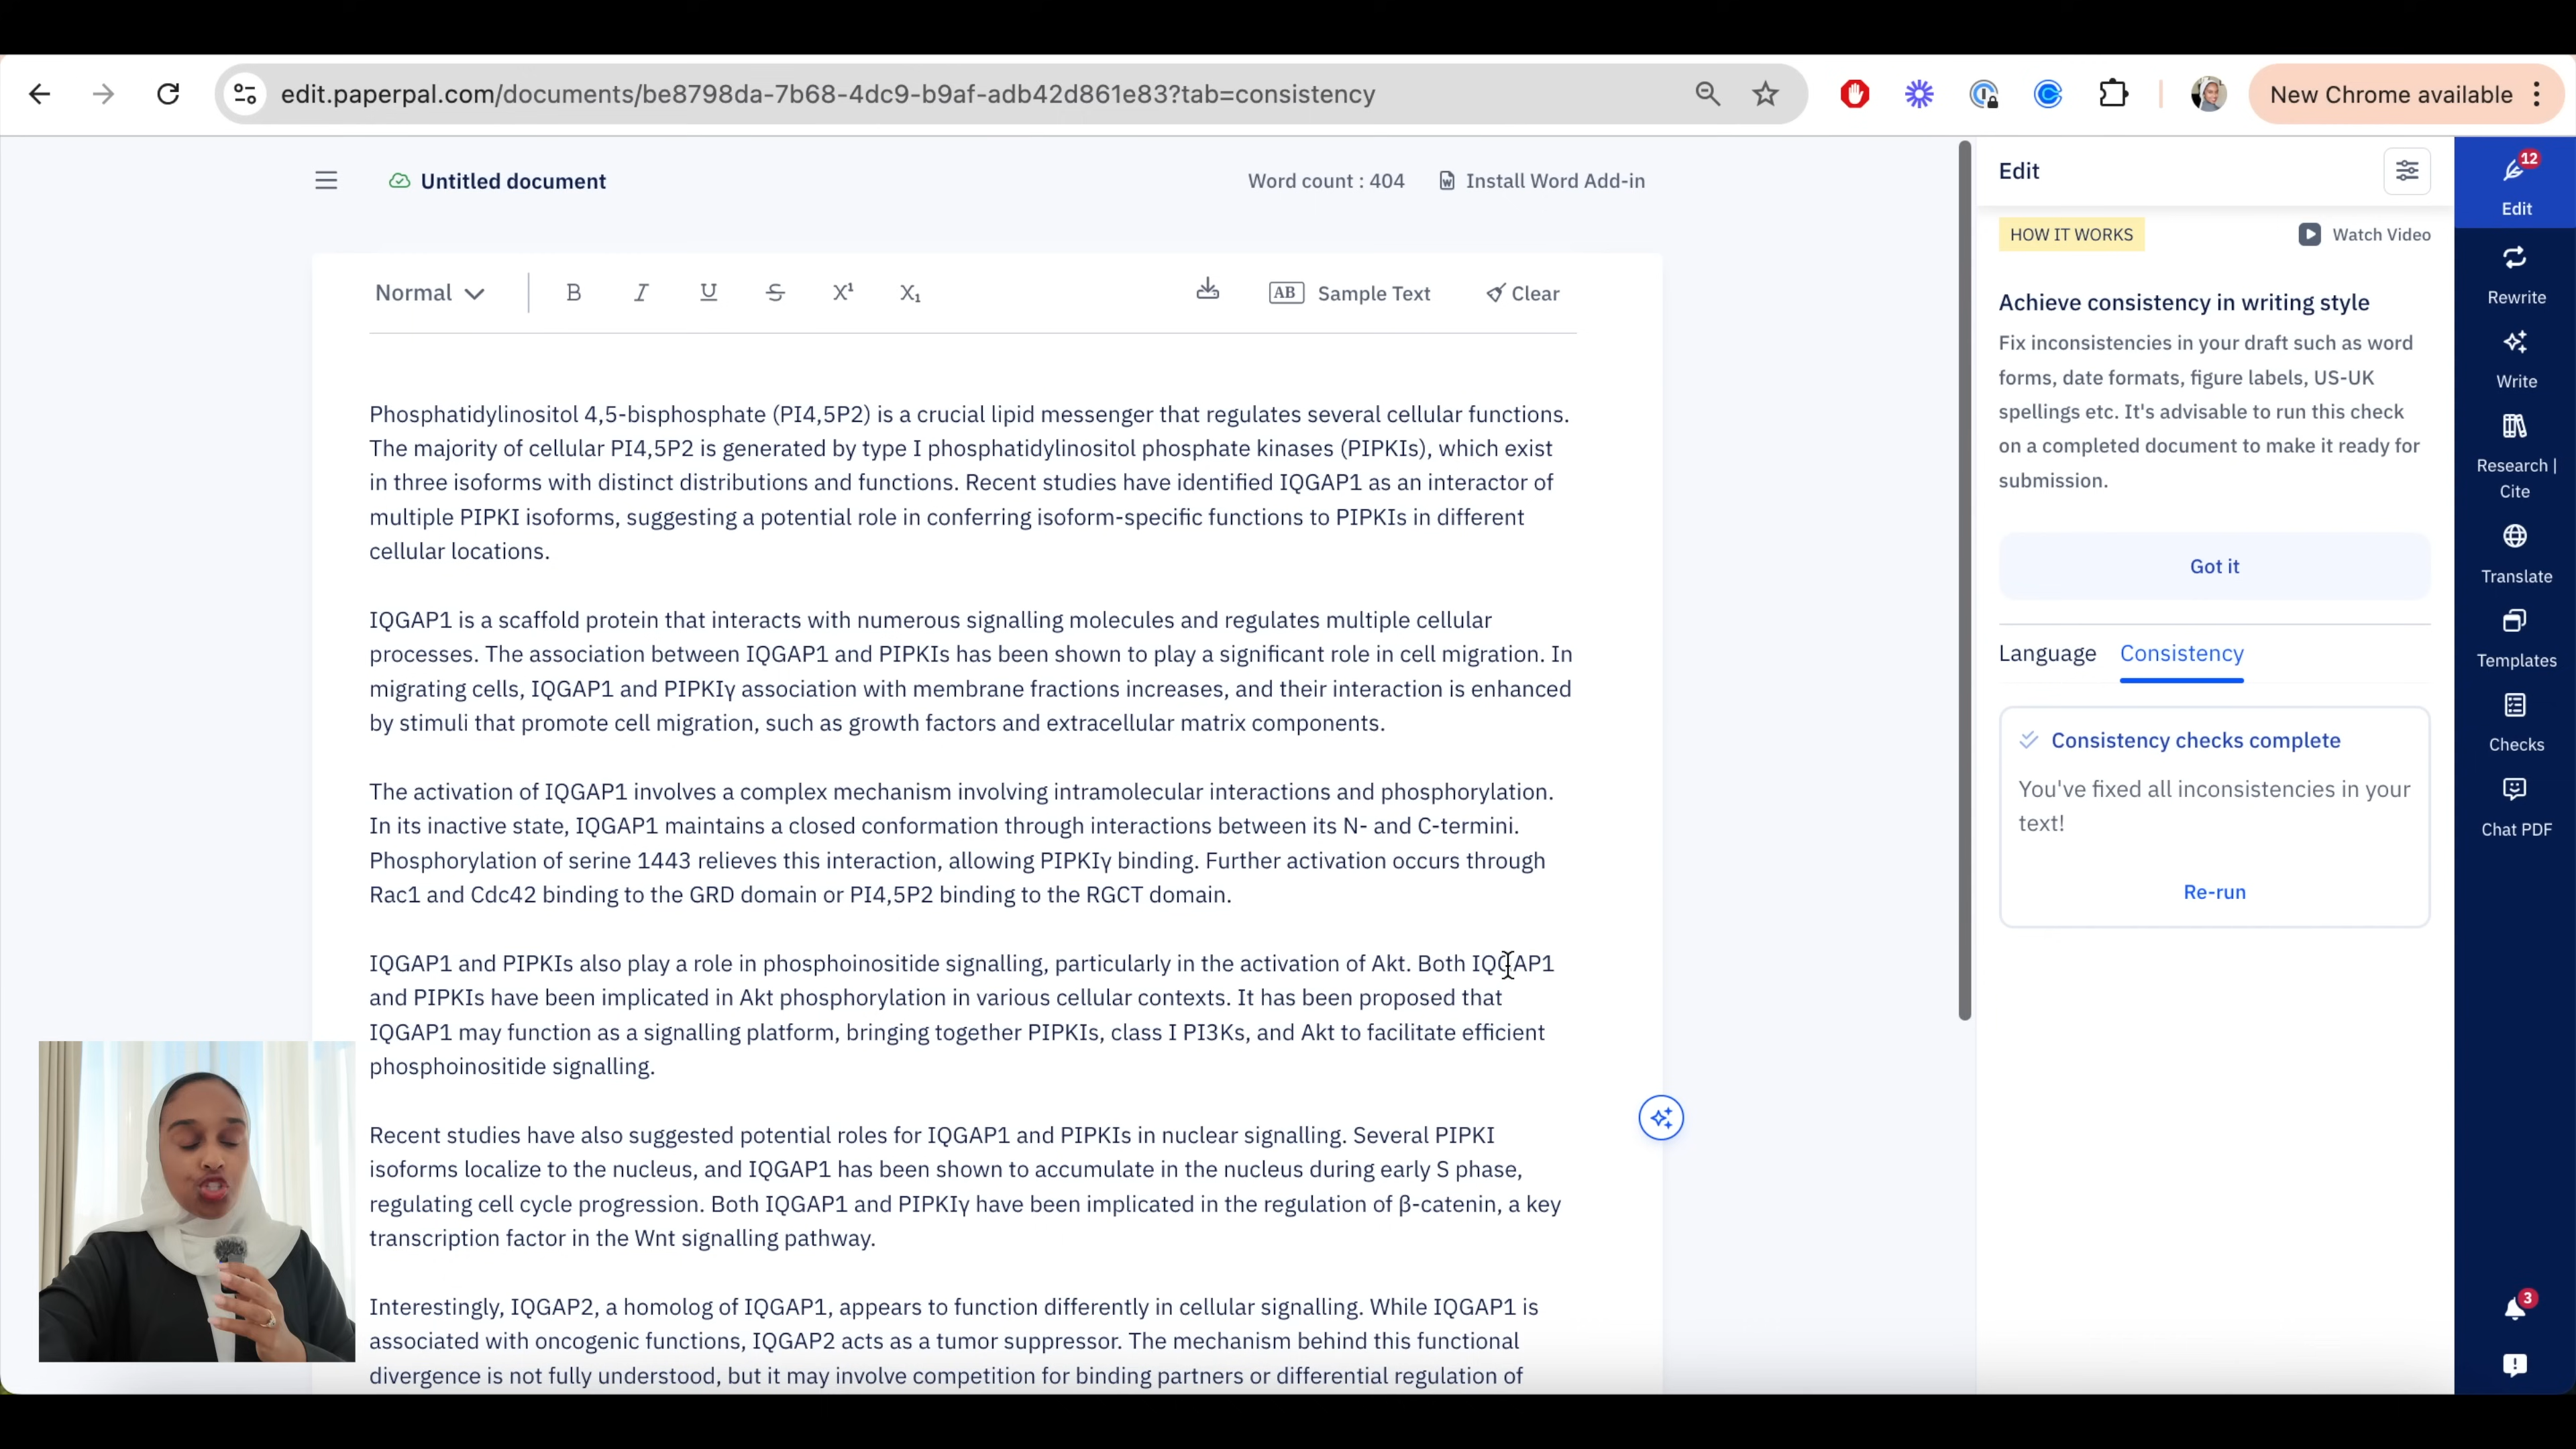 edit.paperpal.com/documents/be8798da-7b68-4dc9-b9af-adb42d861e83?tab=consistency
New Chrome available
Untitled document
Word count : 404
Install Word Add-in
Normal
B I U S X¹ X₁
AB Sample Text
Clear
Phosphatidylinositol 4,5-bisphosphate (PI4,5P2) is a crucial lipid messenger that regulates several cellular functions.
The majority of cellular PI4,5P2 is generated by type I phosphatidylinositol phosphate kinases (PIPKIs), which exist
in three isoforms with distinct distributions and functions. Recent studies have identified IQGAP1 as an interactor of
multiple PIPKI isoforms, suggesting a potential role in conferring isoform-specific functions to PIPKIs in different
cellular locations.
IQGAP1 is a scaffold protein that interacts with numerous signalling molecules and regulates multiple cellular
processes. The association between IQGAP1 and PIPKIs has been shown to play a significant role in cell migration. In
migrating cells, IQGAP1 and PIPKIγ association with membrane fractions increases, and their interaction is enhanced
by stimuli that promote cell migration, such as growth factors and extracellular matrix components.
The activation of IQGAP1 involves a complex mechanism involving intramolecular interactions and phosphorylation.
In its inactive state, IQGAP1 maintains a closed conformation through interactions between its N- and C-termini.
Phosphorylation of serine 1443 relieves this interaction, allowing PIPKIγ binding. Further activation occurs through
Rac1 and Cdc42 binding to the GRD domain or PI4,5P2 binding to the RGCT domain.
IQGAP1 and PIPKIs also play a role in phosphoinositide signalling, particularly in the activation of Akt. Both IQGAP1
and PIPKIs have been implicated in Akt phosphorylation in various cellular contexts. It has been proposed that
IQGAP1 may function as a signalling platform, bringing together PIPKIs, class I PI3Ks, and Akt to facilitate efficient
phosphoinositide signalling.
Recent studies have also suggested potential roles for IQGAP1 and PIPKIs in nuclear signalling. Several PIPKI
isoforms localize to the nucleus, and IQGAP1 has been shown to accumulate in the nucleus during early S phase,
regulating cell cycle progression. Both IQGAP1 and PIPKIγ have been implicated in the regulation of β-catenin, a key
transcription factor in the Wnt signalling pathway.
Interestingly, IQGAP2, a homolog of IQGAP1, appears to function differently in cellular signalling. While IQGAP1 is
associated with oncogenic functions, IQGAP2 acts as a tumor suppressor. The mechanism behind this functional
divergence is not fully understood, but it may involve competition for binding partners or differential regulation of
Edit
HOW IT WORKS
Watch Video
Achieve consistency in writing style
Fix inconsistencies in your draft such as word
forms, date formats, figure labels, US-UK
spellings etc. It's advisable to run this check
on a completed document to make it ready for
submission.
Got it
Language
Consistency
Consistency checks complete
You've fixed all inconsistencies in your
text!
Re-run
12
Edit
Rewrite
Write
Research |
Cite
Translate
Templates
Checks
Chat PDF
3